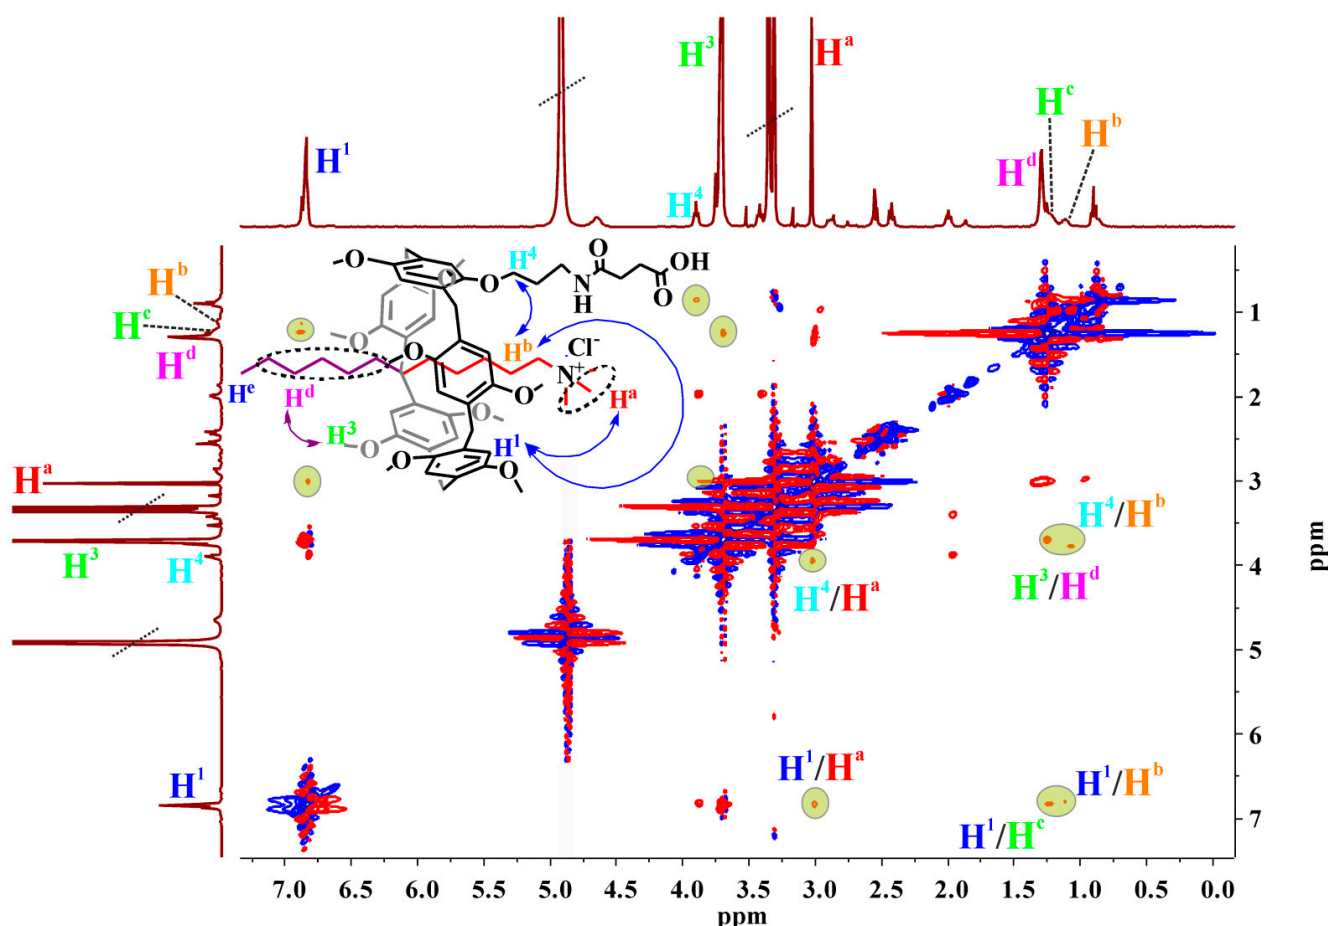 H³ Hᵃ
Hᶜ
Hᵇ
H¹ Hᵈ
H⁴
Hᵇ
Hᶜ
Hᵈ
Hᵃ
H³ H⁴
H¹
H⁴ O
O O OH
O N O
H
O
O Hᵇ Cl⁻
O N⁺
Hᵉ O
Hᵈ O Hᵃ
H³ O
O H¹
O O
H⁴/Hᵇ
H⁴/Hᵃ H³/Hᵈ
H¹/Hᵃ H¹/Hᵇ
H¹/Hᶜ
1
2
3
4
5
6
7
ppm
7.0 6.5 6.0 5.5 5.0 4.5 4.0 3.5 3.0 2.5 2.0 1.5 1.0 0.5 0.0
ppm